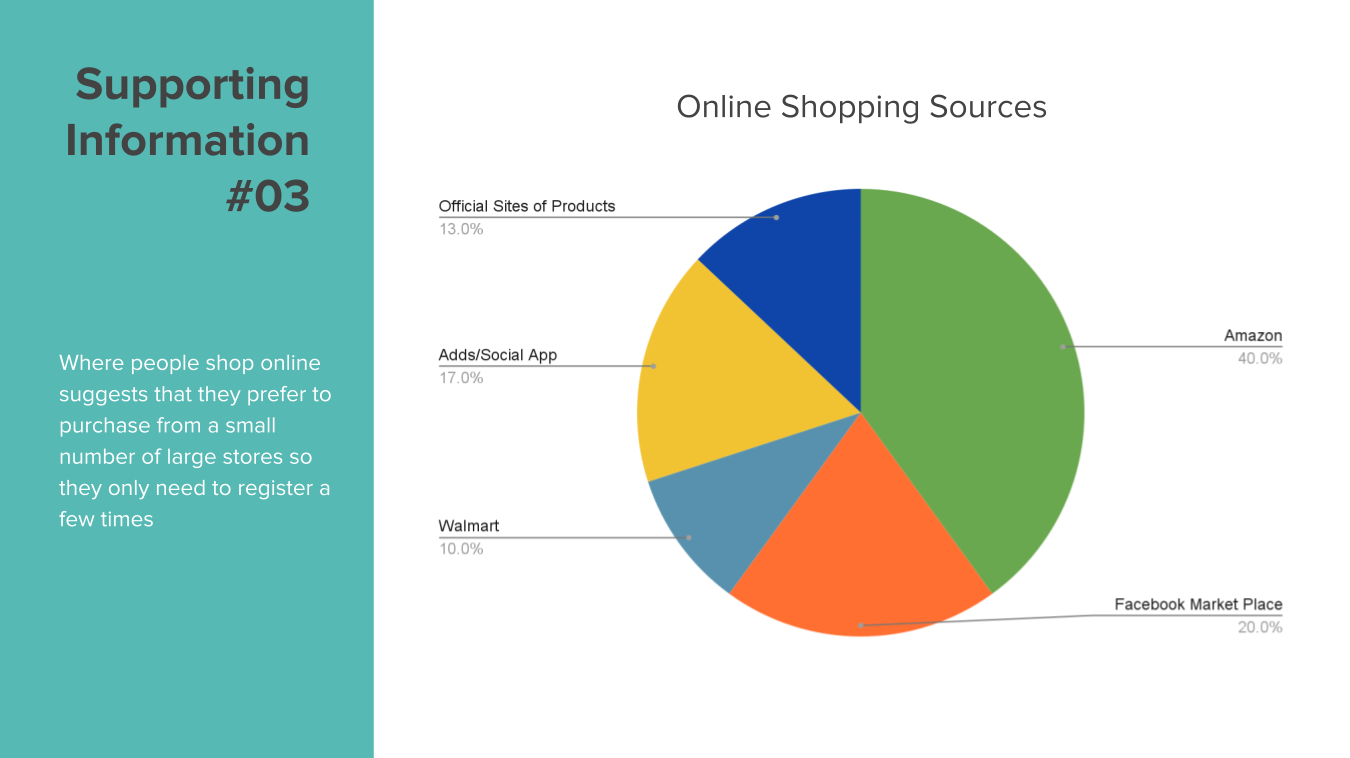 Supporting
Information
#03
Where people shop online
suggests that they prefer to
purchase from a small
number of large stores so
they only need to register a
few times
Online Shopping Sources
Official Sites of Products
13.0%
Adds/Social App
17.0%
Walmart
10.0%
Amazon
40.0%
Facebook Market Place
20.0%